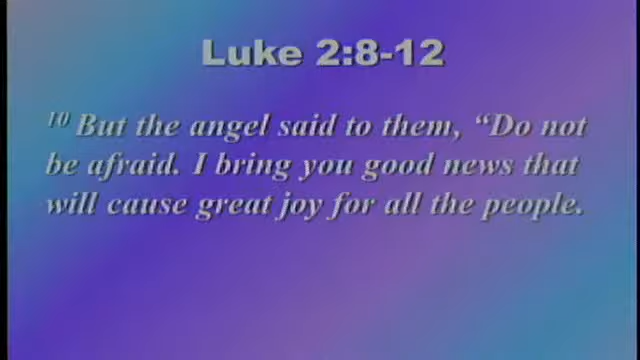 Luke 2:8-12
10 But the angel said to them, “Do not
be afraid. I bring you good news that
will cause great joy for all the people.